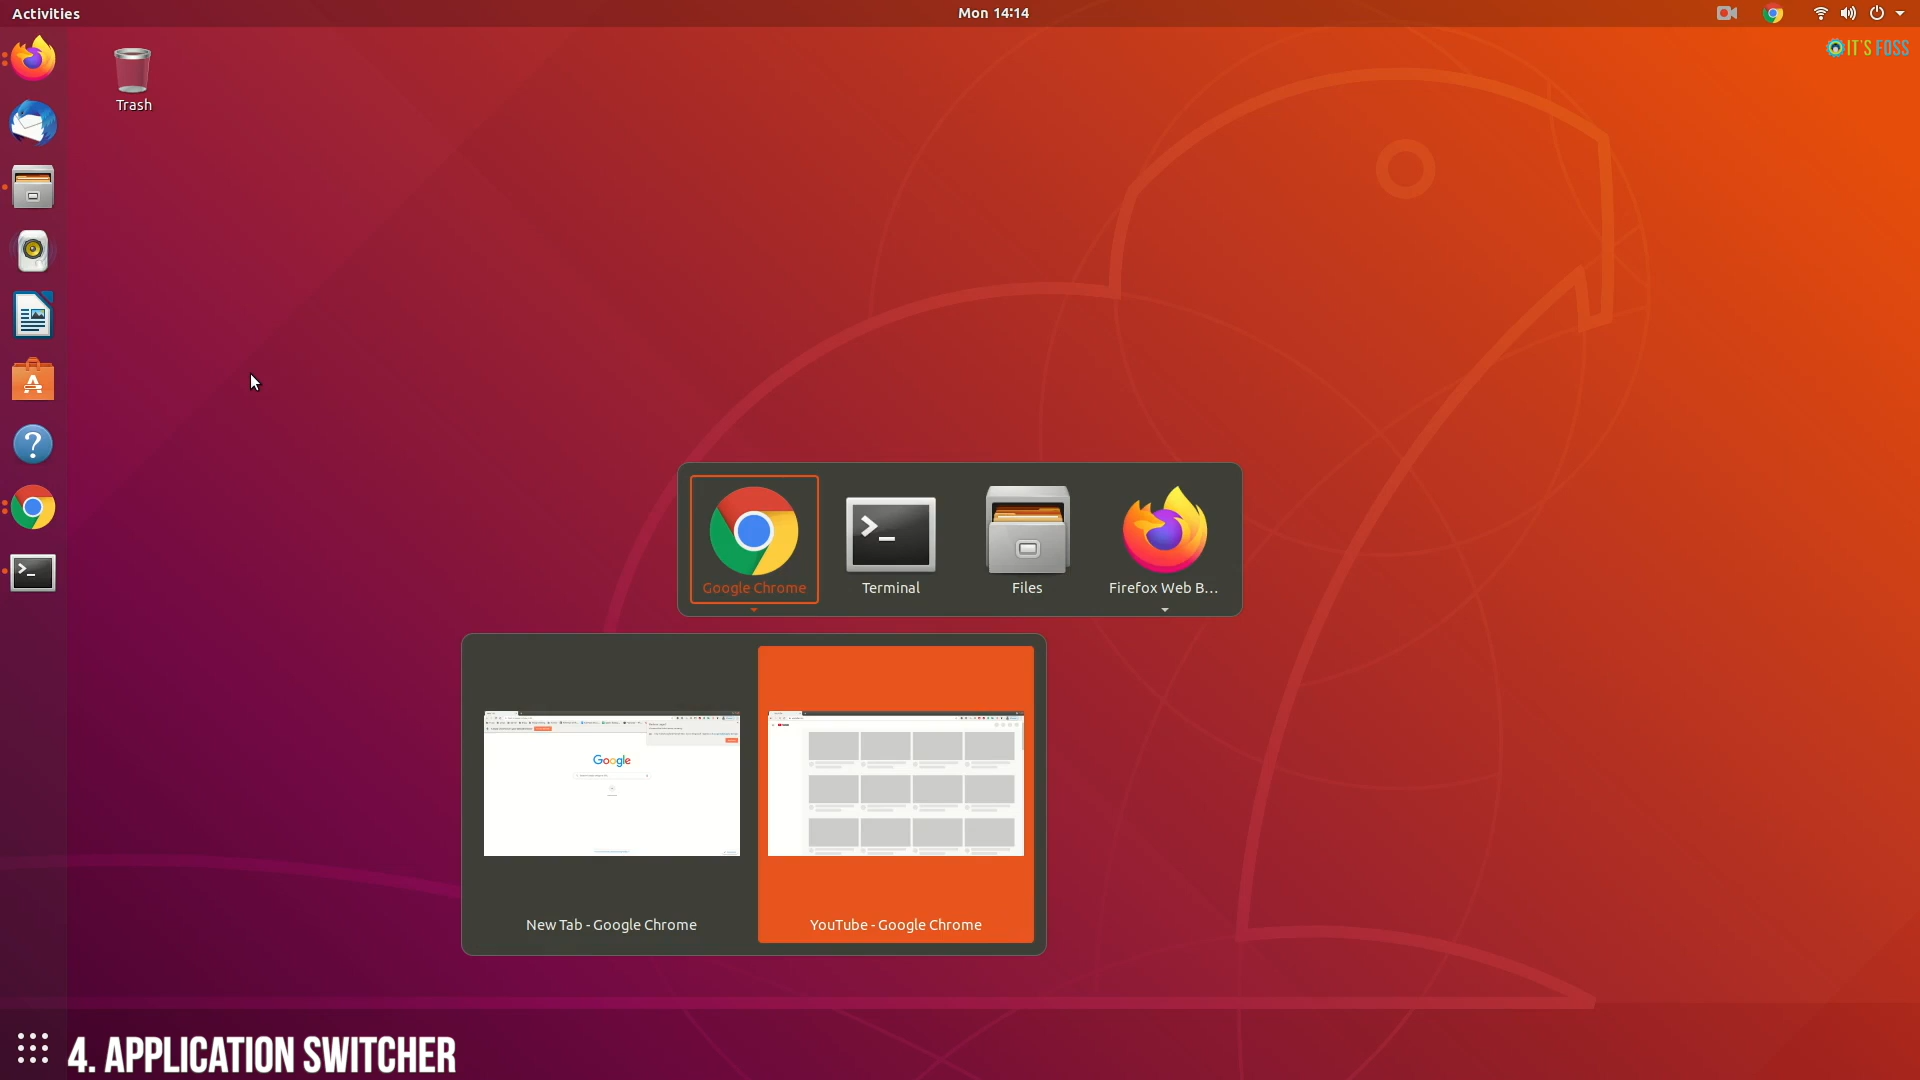 Activities
Mon 14:14
IT'S FOSS
Trash
Google Chrome
Terminal
Files
Firefox Web B...
Google
New Tab - Google Chrome
YouTube - Google Chrome
4. APPLICATION SWITCHER